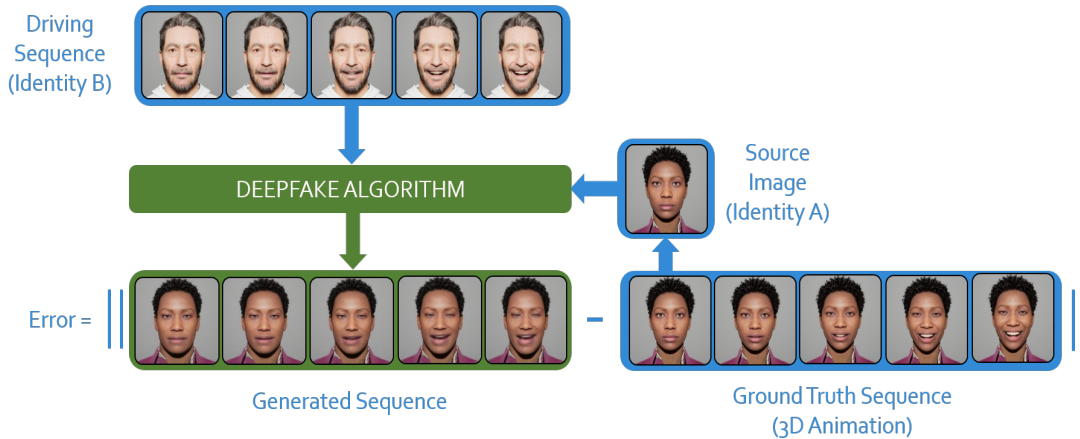 Driving
Sequence
(Identity B)
DEEPFAKE ALGORITHM
Source
Image
(Identity A)
Error =
-
Generated Sequence
Ground Truth Sequence
(3D Animation)